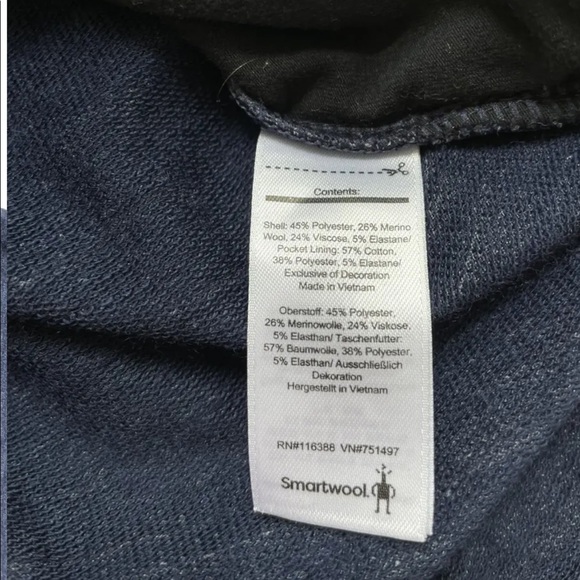 Contents:
Shell: 45% Polyester, 26% Merino
Wool, 24% Viscose, 5% Elastane/
Pocket Lining: 57% Cotton,
38% Polyester, 5% Elastane/
Exclusive of Decoration
Made in Vietnam
Oberstoff: 45% Polyester,
26% Merinowolle, 24% Viskose,
5% Elasthan/ Taschenfutter:
57% Baumwolle, 38% Polyester,
5% Elasthan/ Ausschließlich
Dekoration
Hergestellt in Vietnam
RN#116388 VN#751497
Smartwool.